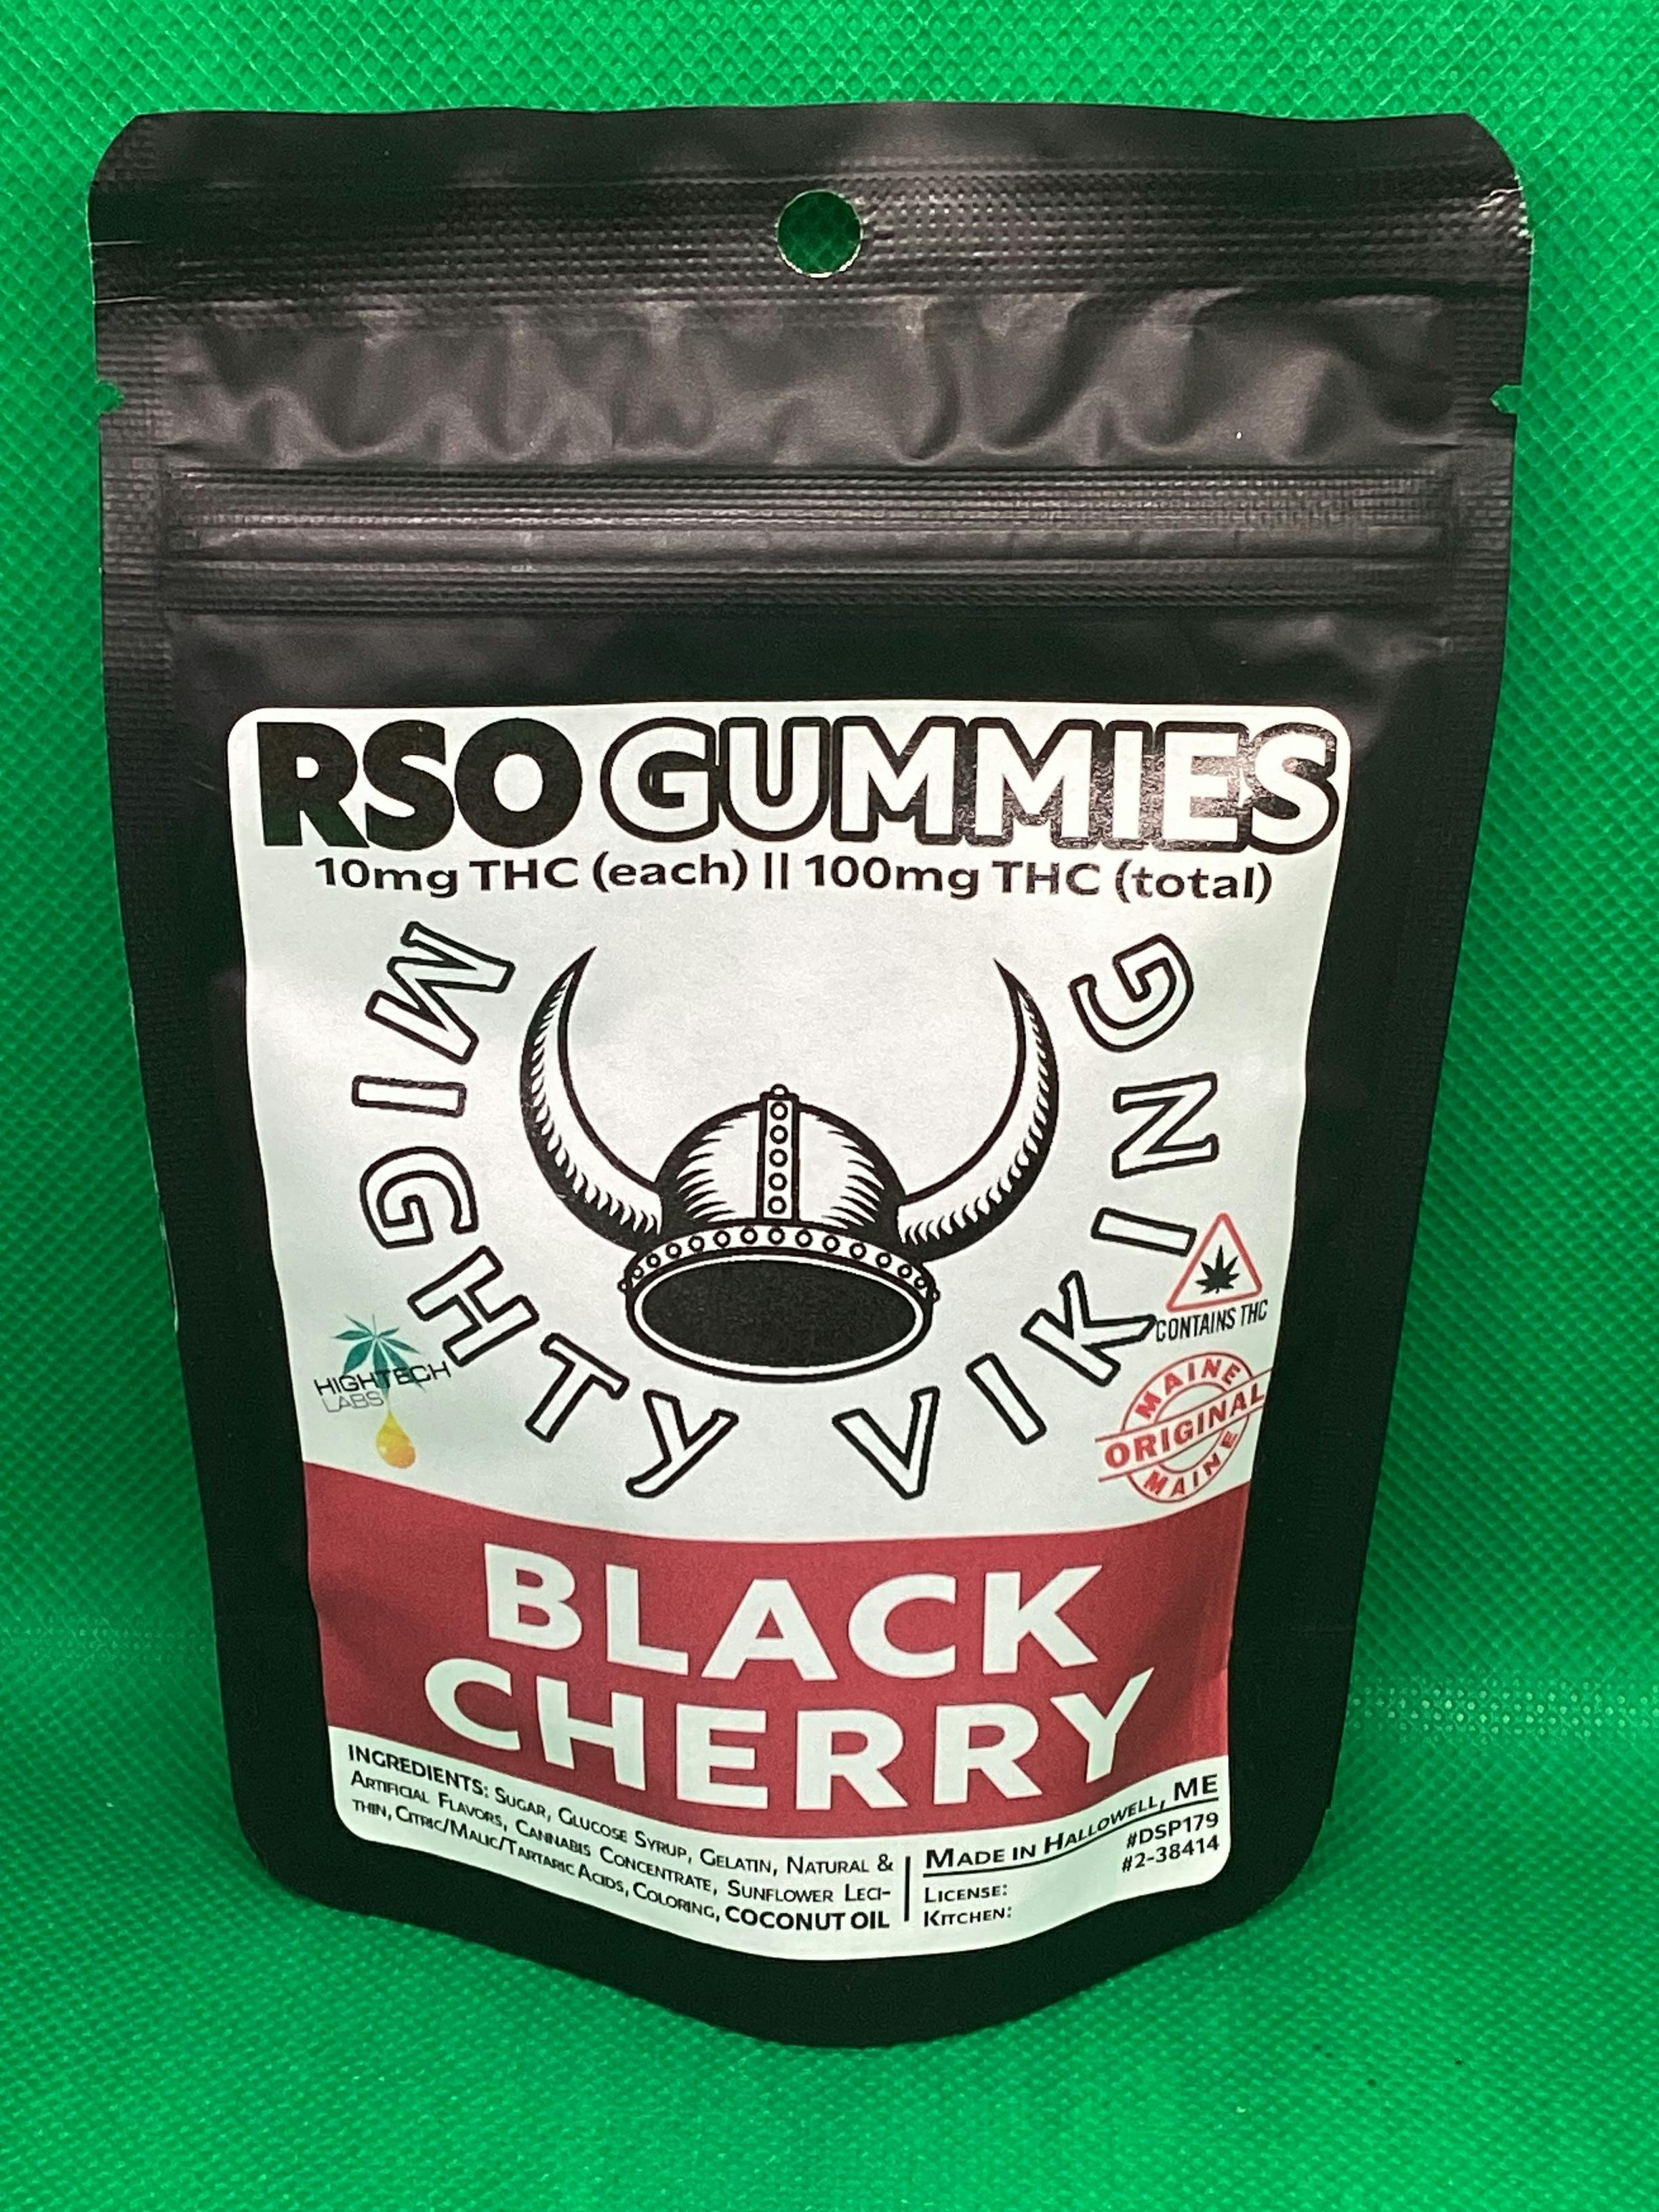 RSO GUMMIES
10mg THC (each) || 100mg THC (total)
MIGHTY VIKING
CONTAINS THC
HIGHTECH
LABS
MAINE
ORIGINAL
MAINE
BLACK
CHERRY
INGREDIENTS: SUGAR, GLUCOSE SYRUP, GELATIN, NATURAL &
ARTIFICIAL FLAVORS, CANNABIS CONCENTRATE, SUNFLOWER LECI-
THIN, CITRIC/MALIC/TARTARIC ACIDS, COLORING, COCONUT OIL
MADE IN HALLOWELL, ME
LICENSE: #DSP179
KITCHEN: #2-38414